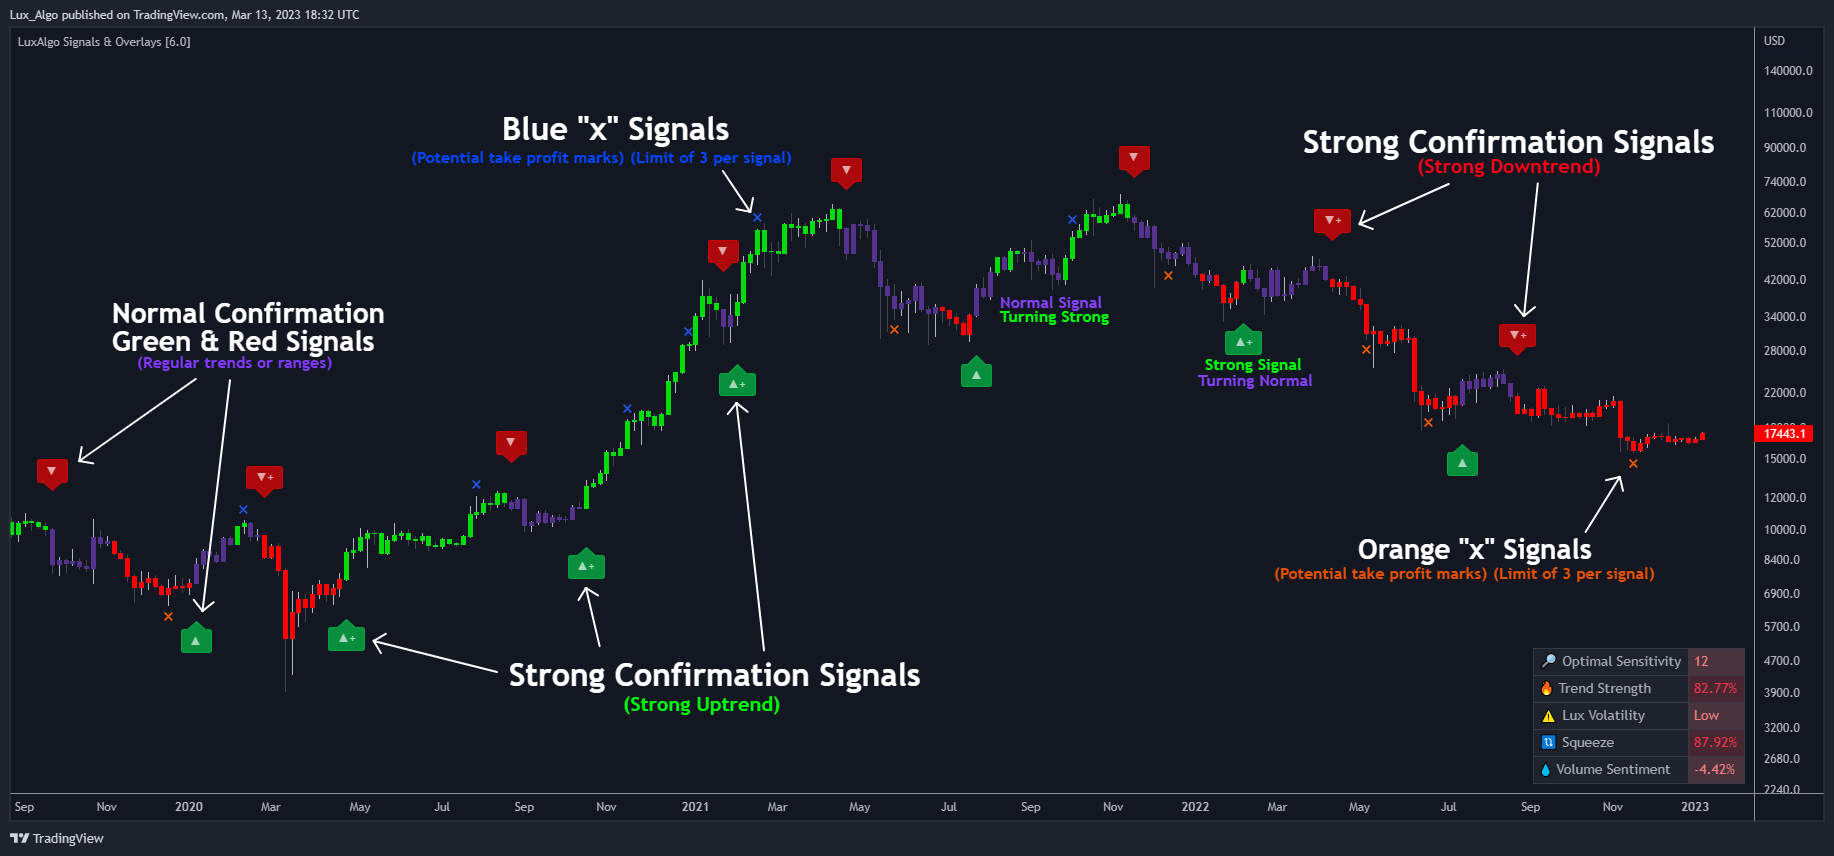 Lux_Algo published on TradingView.com, Mar 13, 2023 18:32 UTC
LuxAlgo Signals & Overlays [6.0]
USD
140000.0
110000.0
90000.0
74000.0
62000.0
52000.0
42000.0
34000.0
28000.0
22000.0
17443.1
15000.0
12000.0
10000.0
8400.0
6900.0
5700.0
4700.0
3900.0
3200.0
2680.0
2240.0
Blue "x" Signals
(Potential take profit marks) (Limit of 3 per signal)
Strong Confirmation Signals
(Strong Downtrend)
Normal Confirmation
Green & Red Signals
(Regular trends or ranges)
Normal Signal
Turning Strong
Strong Signal
Turning Normal
Orange "x" Signals
(Potential take profit marks) (Limit of 3 per signal)
Strong Confirmation Signals
(Strong Uptrend)
Optimal Sensitivity 12
Trend Strength 82.77%
Lux Volatility Low
Squeeze 87.92%
Volume Sentiment -4.42%
Sep Nov 2020 Mar May Jul Sep Nov 2021 Mar May Jul Sep Nov 2022 Mar May Jul Sep Nov 2023
TradingView